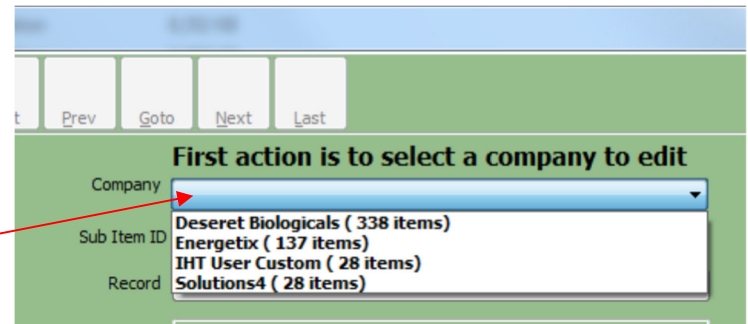 t Prev Goto Next Last
First action is to select a company to edit
Company
Deseret Biologicals ( 338 items)
Sub Item ID
Energetix ( 137 items)
IHT User Custom ( 28 items)
Record
Solutions4 ( 28 items)